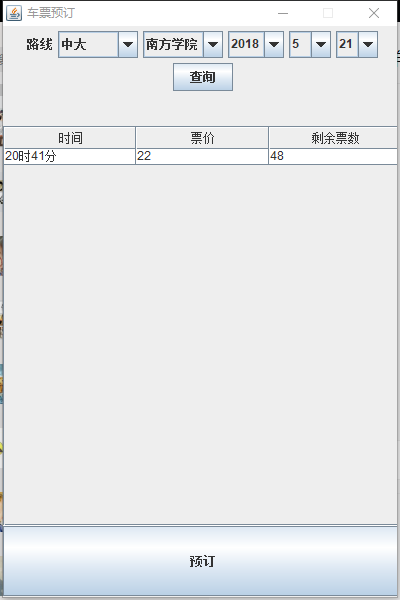 车票预订
路线 中大 南方学院 2018 5 21
查询
时间 票价 剩余票数
20时41分 22 48
预订